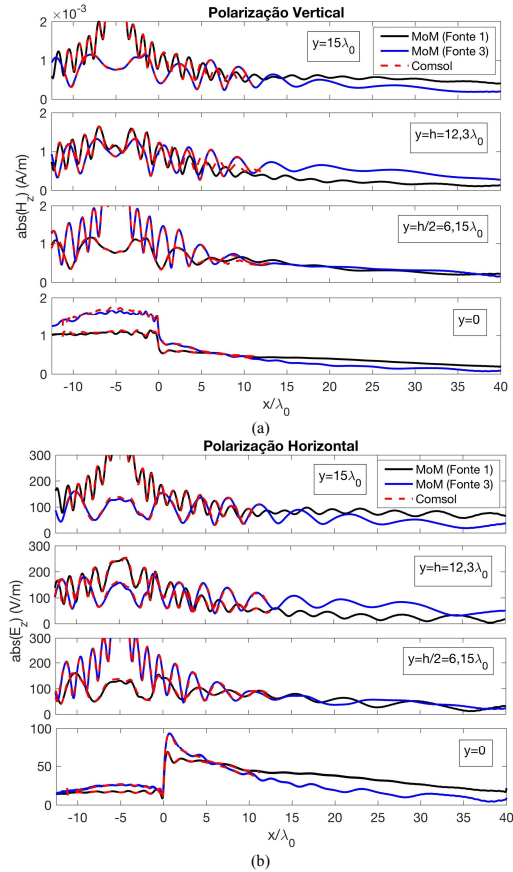 Polarização Vertical
×10⁻³
2
1
0
y=15λ₀
MoM (Fonte 1)
MoM (Fonte 3)
Comsol
2
1
0
y=h=12,3λ₀
abs(H_z) (A/m)
2
1
0
y=h/2=6,15λ₀
2
1
0
y=0
-10 -5 0 5 10 15 20 25 30 35 40
x/λ₀
(a)
Polarização Horizontal
300
200
100
0
y=15λ₀
MoM (Fonte 1)
MoM (Fonte 3)
Comsol
300
200
100
0
y=h=12,3λ₀
abs(E_z) (V/m)
300
200
100
0
y=h/2=6,15λ₀
100
50
0
y=0
-10 -5 0 5 10 15 20 25 30 35 40
x/λ₀
(b)